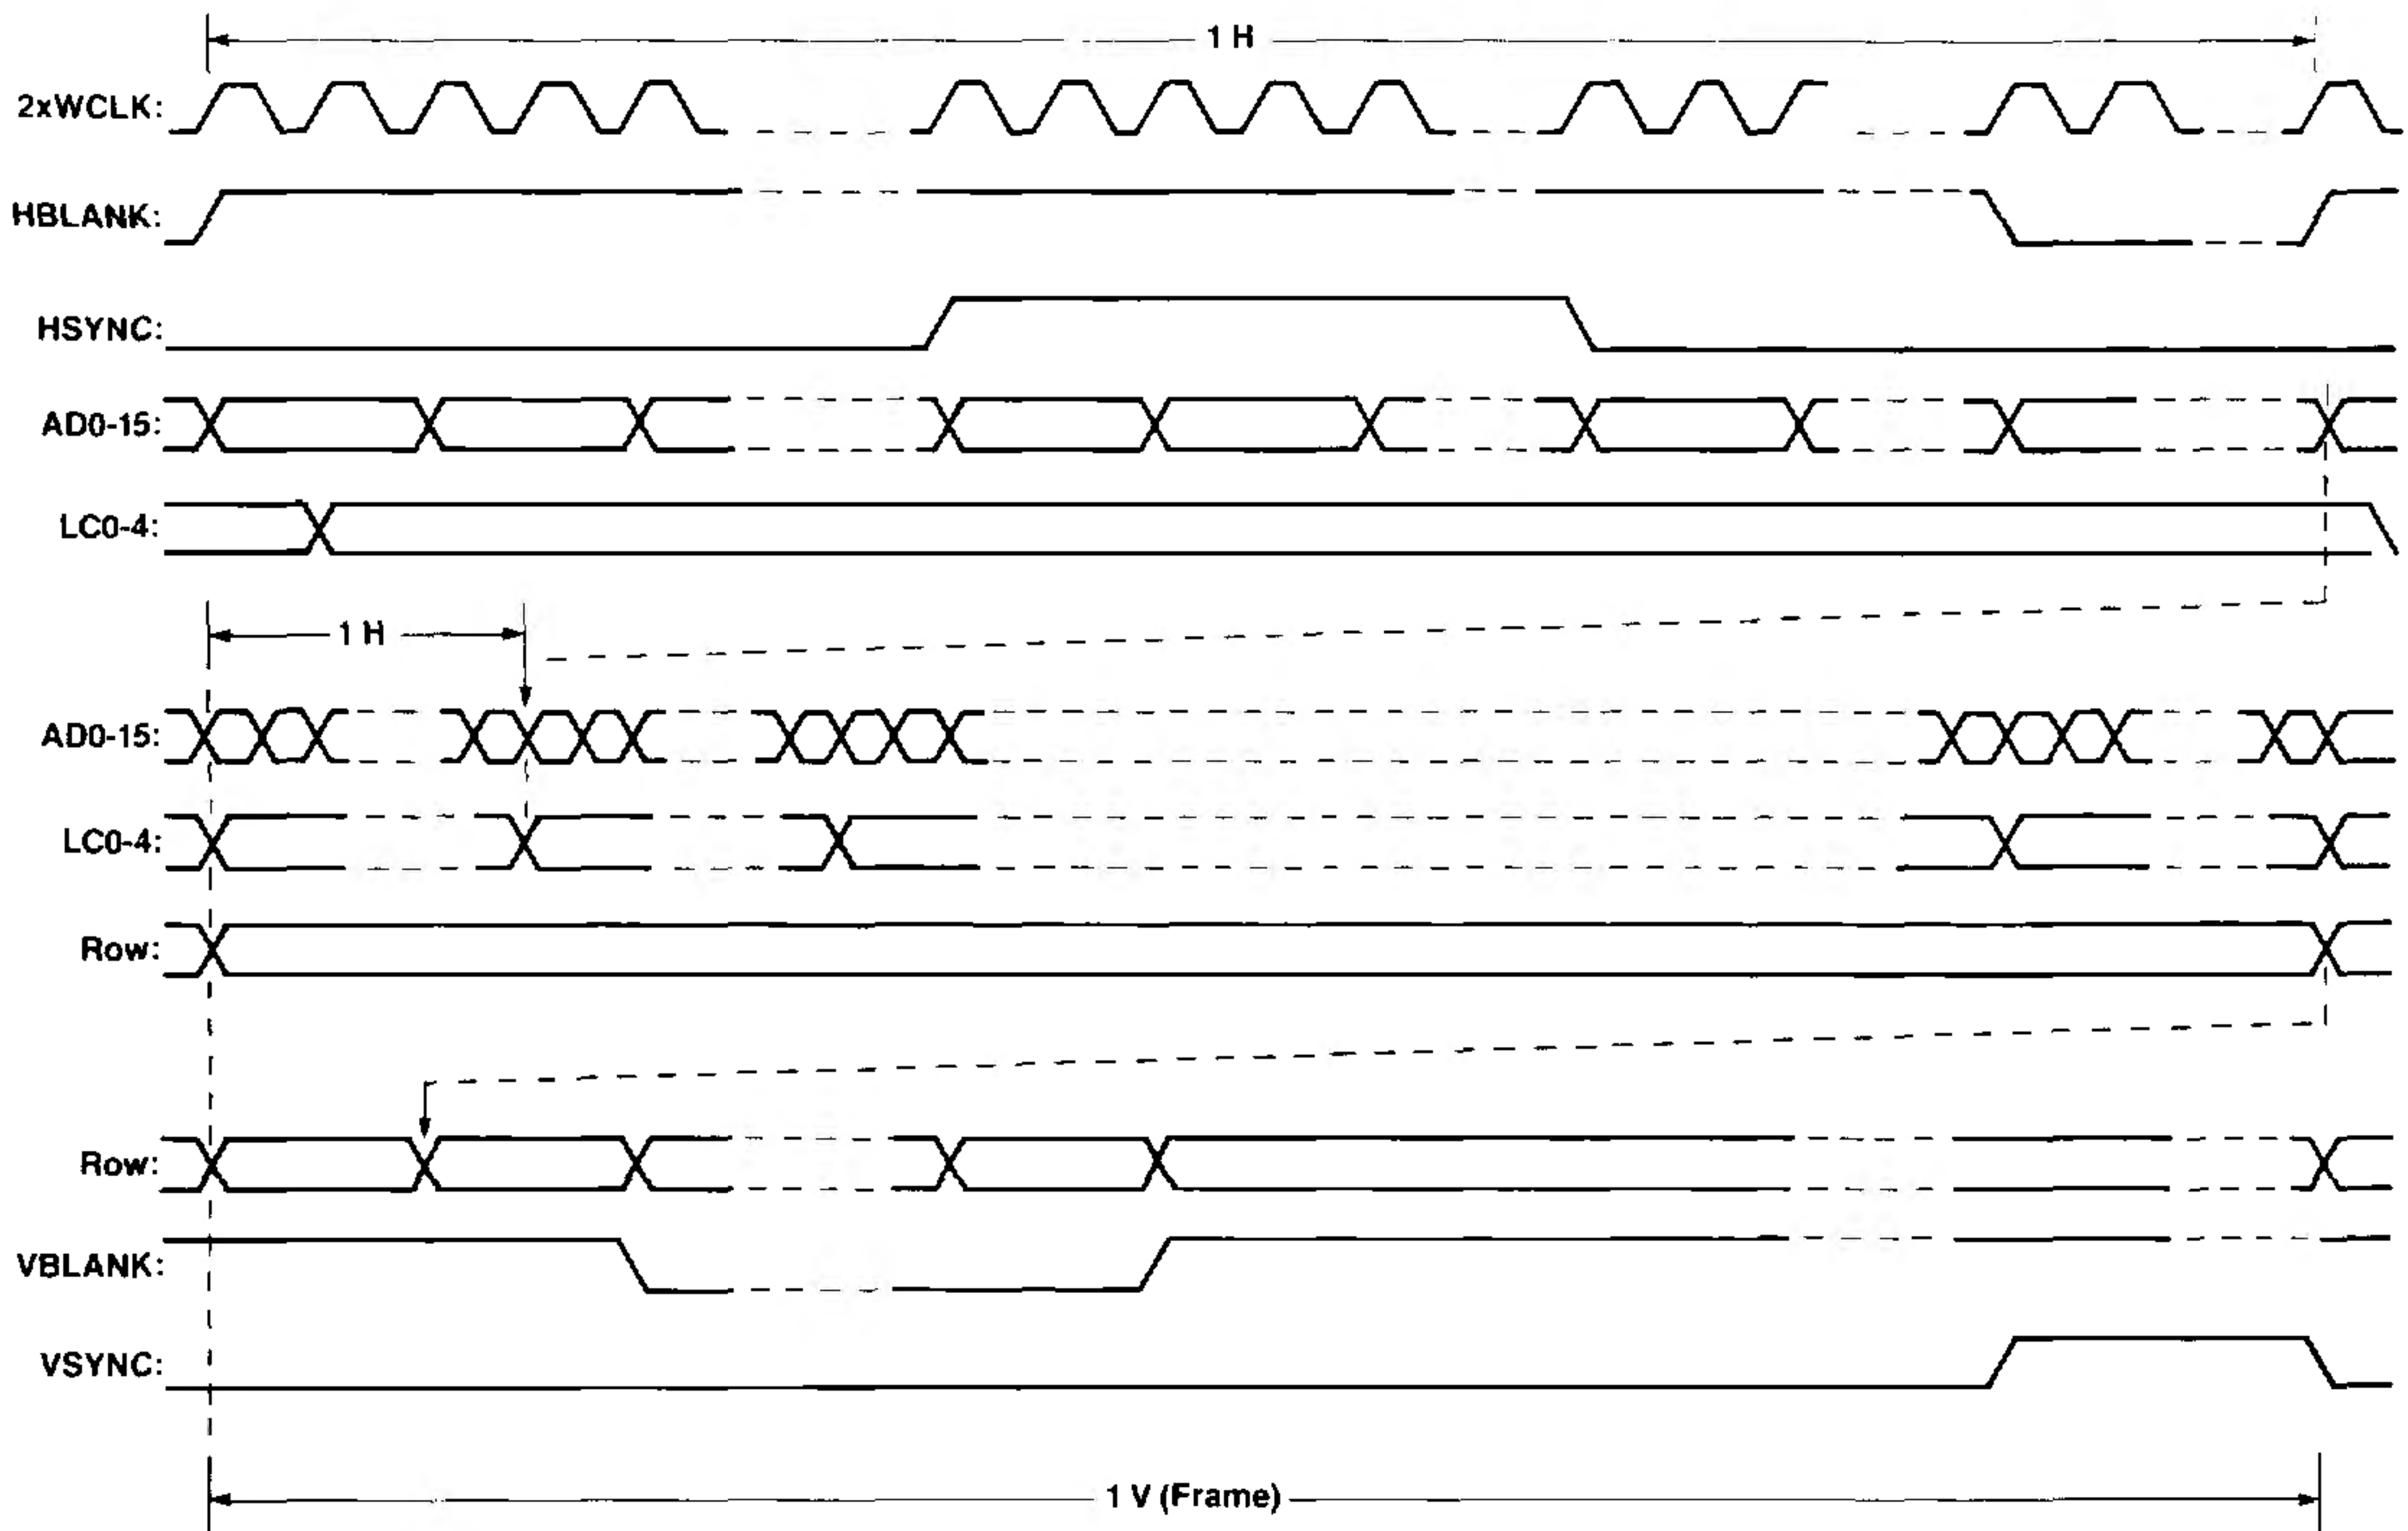 1 H
2xWCLK:
HBLANK:
HSYNC:
AD0-15:
LC0-4:
1 H
AD0-15:
LC0-4:
Row:
Row:
VBLANK:
VSYNC:
1 V (Frame)